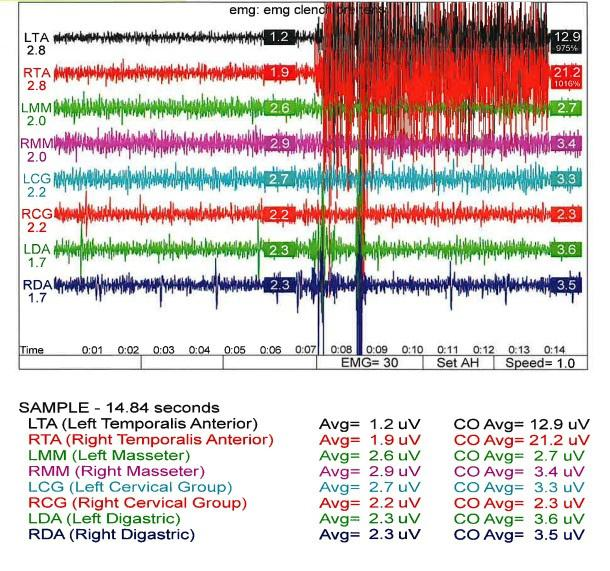 emg: emg clench
LTA 1.2 12.9
2.8 975%
RTA 1.9 21.2
2.8 1016%
LMM 2.6 2.7
2.0
RMM 2.9 3.4
2.0
LCG 2.7 3.3
2.2
RCG 2.2 2.3
2.2
LDA 2.3 3.6
1.7
RDA 2.3 3.5
1.7
Time 0:01 0:02 0:03 0:04 0:05 0:06 0:07 0:08 0:09 0:10 0:11 0:12 0:13 0:14
EMG= 30 Set AH Speed= 1.0
SAMPLE - 14.84 seconds
LTA (Left Temporalis Anterior) Avg= 1.2 uV CO Avg= 12.9 uV
RTA (Right Temporalis Anterior) Avg= 1.9 uV CO Avg= 21.2 uV
LMM (Left Masseter) Avg= 2.6 uV CO Avg= 2.7 uV
RMM (Right Masseter) Avg= 2.9 uV CO Avg= 3.4 uV
LCG (Left Cervical Group) Avg= 2.7 uV CO Avg= 3.3 uV
RCG (Right Cervical Group) Avg= 2.2 uV CO Avg= 2.3 uV
LDA (Left Digastric) Avg= 2.3 uV CO Avg= 3.6 uV
RDA (Right Digastric) Avg= 2.3 uV CO Avg= 3.5 uV